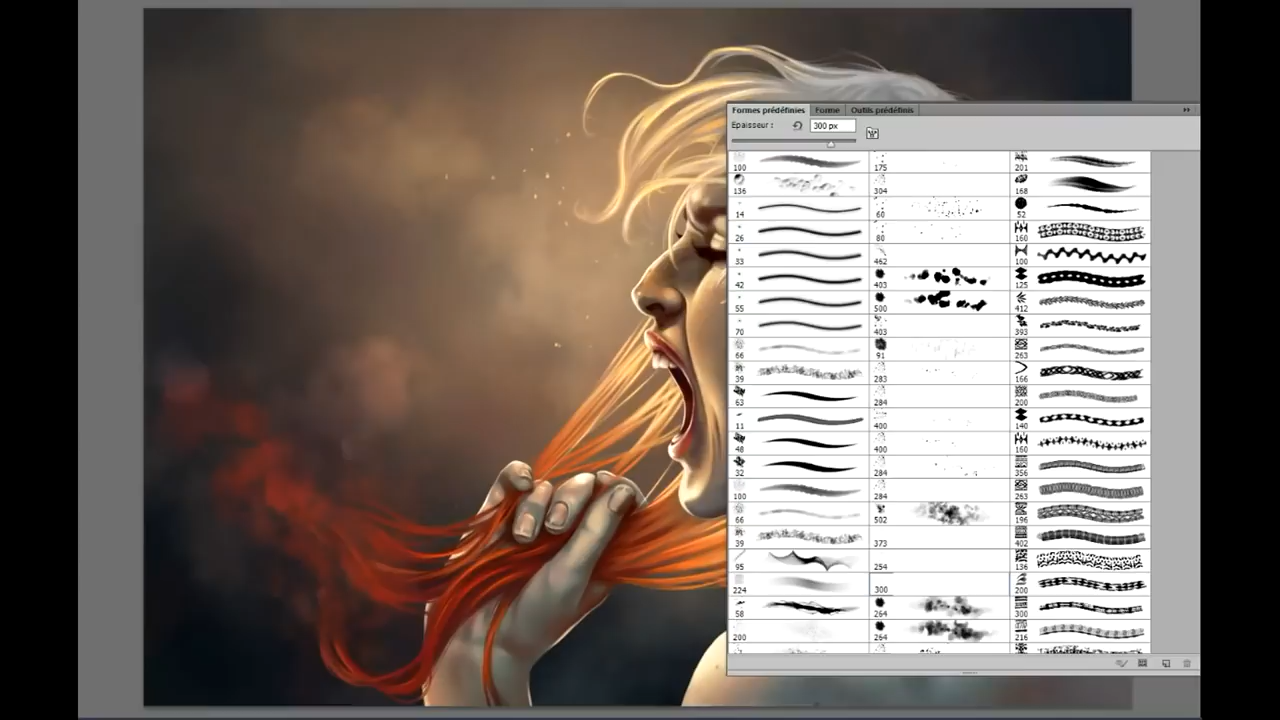 Formes prédéfinies Forme Outils prédéfinis
Epaisseur : 300 px
100 175 201
136 304 168
14 60 52
26 80 160
33 462 100
42 403 125
55 500 412
70 403 393
66 91 263
39 283 166
63 284 200
11 400 140
48 400 160
32 284 356
100 284 263
66 502 196
39 373 402
95 254 136
224 300 200
58 264 300
200 264 216